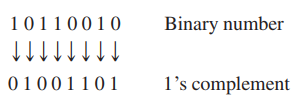 1 0 1 1 0 0 1 0 Binary number
↓ ↓ ↓ ↓ ↓ ↓ ↓ ↓
0 1 0 0 1 1 0 1 1's complement